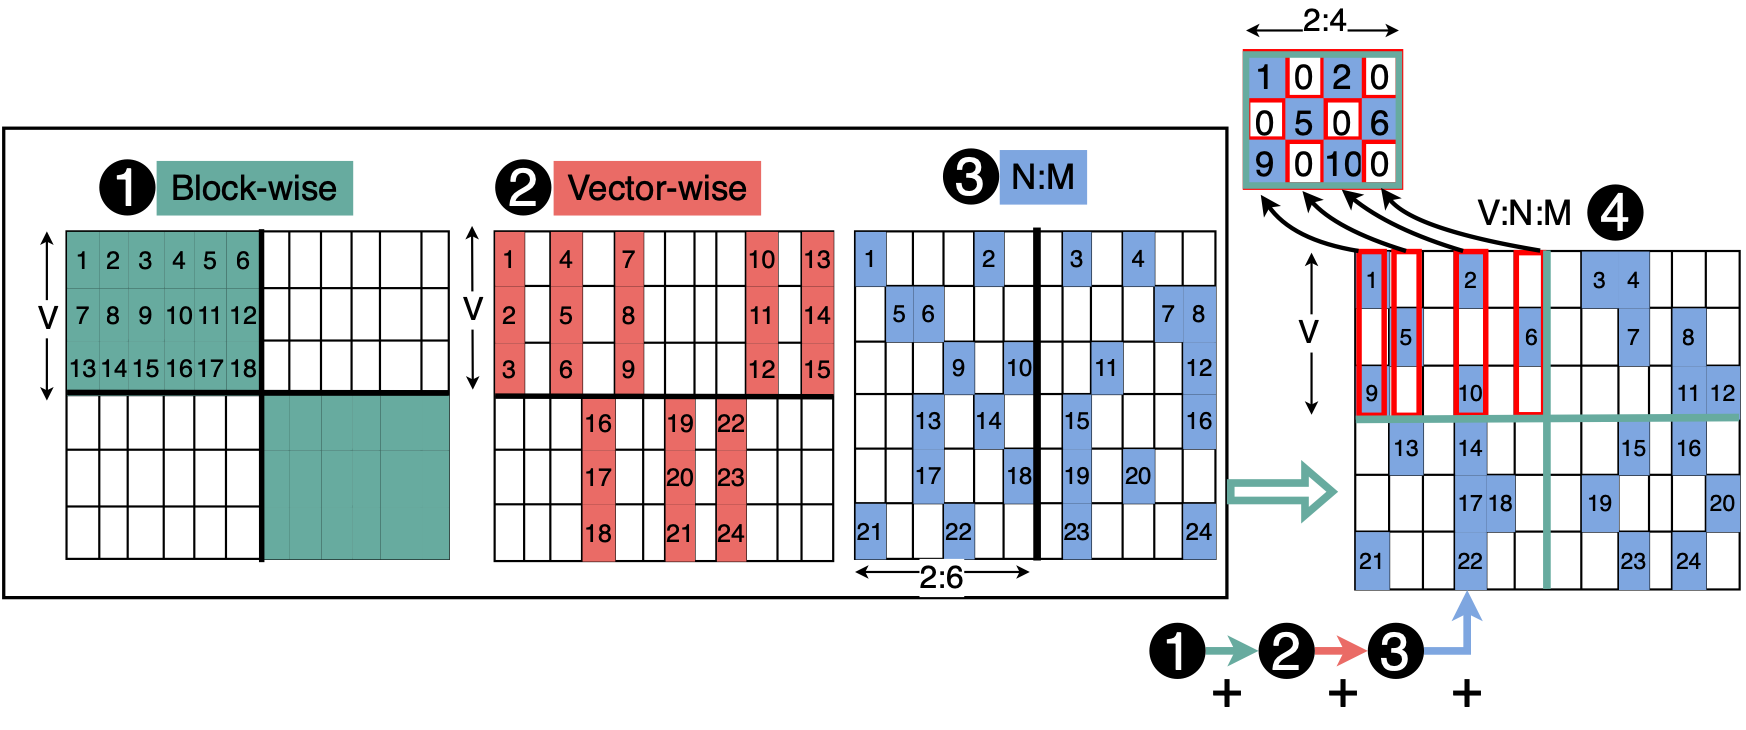 2:4
1 0 2 0
0 5 0 6
9 0 10 0
1 Block-wise
V
1 2 3 4 5 6
7 8 9 10 11 12
13 14 15 16 17 18
2 Vector-wise
V
1 4 7 10 13
2 5 8 11 14
3 6 9 12 15
16 19 22
17 20 23
18 21 24
3 N:M
1 2 3 4
5 6 7 8
9 10 11 12
13 14 15 16
17 18 19 20
21 22 23 24
2:6
V:N:M 4
V
1 2 3 4
5 6 7 8
9 10 11 12
13 14 15 16
17 18 19 20
21 22 23 24
1 2 3
+ + +